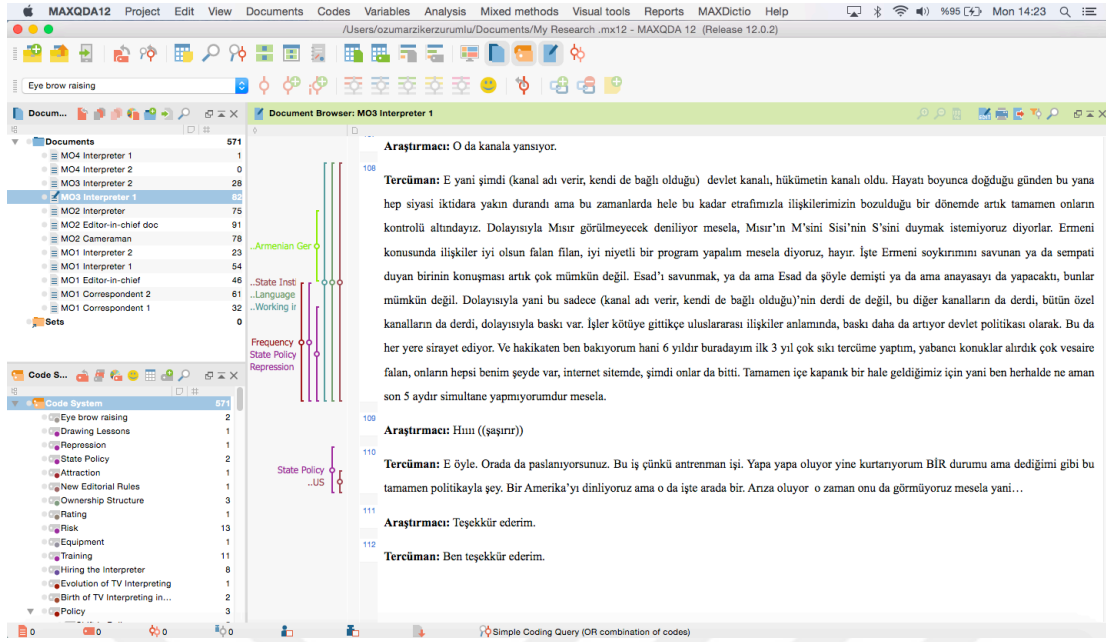 MAXQDA12 Project Edit View Documents Codes Variables Analysis Mixed methods Visual tools Reports MAXDictio Help %95 Mon 14:23
/Users/ozumarzikerzurumlu/Documents/My Research .mx12 - MAXQDA 12 (Release 12.0.2)
Eye brow raising
Docum...
Document Browser: MO3 Interpreter 1
Documents 571
MO4 Interpreter 1 1
MO4 Interpreter 2 0
MO3 Interpreter 2 28
MO3 Interpreter 1 82
MO2 Interpreter 75
MO2 Editor-in-chief doc 91
MO2 Cameraman 78
MO1 Interpreter 2 23
MO1 Interpreter 1 54
MO1 Editor-in-chief 46
MO1 Correspondent 2 61
MO1 Correspondent 1 32
Sets 0
Code S...
Code System 571
Eye brow raising 2
Drawing Lessons 1
Repression 1
State Policy 2
Attraction 1
New Editorial Rules 1
Ownership Structure 3
Rating 1
Risk 13
Equipment 1
Training 11
Hiring the Interpreter 8
Evolution of TV Interpreting 1
Birth of TV Interpreting in... 2
Policy 3
..Armenian Ger
..State Insti
..Language
..Working ir
Frequency
State Policy
Repression
State Policy
..US
Araştırmacı: O da kanala yansıyor.
108
Tercüman: E yani şimdi (kanal adı verir, kendi de bağlı olduğu) devlet kanalı, hükümetin kanalı oldu. Hayatı boyunca doğduğu günden bu yana
hep siyasi iktidara yakın durandı ama bu zamanlarda hele bu kadar etrafımızla ilişkilerimizin bozulduğu bir dönemde artık tamamen onların
kontrolü altındayız. Dolayısıyla Mısır görülmeyecek deniliyor mesela, Mısır'ın M'sini Sisi'nin S'sini duymak istemiyoruz diyorlar. Ermeni
konusunda ilişkiler iyi olsun falan filan, iyi niyetli bir program yapalım mesela diyoruz, hayır. İşte Ermeni soykırımını savunan ya da sempati
duyan birinin konuşması artık çok mümkün değil. Esad'ı savunmak, ya da ama Esad da şöyle demişti ya da ama anayasayı da yapacaktı, bunlar
mümkün değil. Dolayısıyla yani bu sadece (kanal adı verir, kendi de bağlı olduğu)'nin derdi de değil, bu diğer kanalların da derdi, bütün özel
kanalların da derdi, dolayısıyla baskı var. İşler kötüye gittikçe uluslararası ilişkiler anlamında, baskı daha da artıyor devlet politikası olarak. Bu da
her yere sirayet ediyor. Ve hakikaten ben bakıyorum hani 6 yıldır buradayım ilk 3 yıl çok sıkı tercüme yaptım, yabancı konuklar alırdık çok vesaire
falan, onların hepsi benim şeyde var, internet sitemde, şimdi onlar da bitti. Tamamen içe kapanık bir hale geldiğimiz için yani ben herhalde ne aman
son 5 aydır simultane yapmıyorumdur mesela.
109
Araştırmacı: Hııı ((şaşırır))
110
Tercüman: E öyle. Orada da paslanıyorsunuz. Bu iş çünkü antrenman işi. Yapa yapa oluyor yine kurtarıyorum BİR durumu ama dediğimi gibi bu
tamamen politikayla şey. Bir Amerika'yı dinliyoruz ama o da işte arada bir. Arıza oluyor o zaman onu da görmüyoruz mesela yani…
111
Araştırmacı: Teşekkür ederim.
112
Tercüman: Ben teşekkür ederim.
0 0 0 0 Simple Coding Query (OR combination of codes)